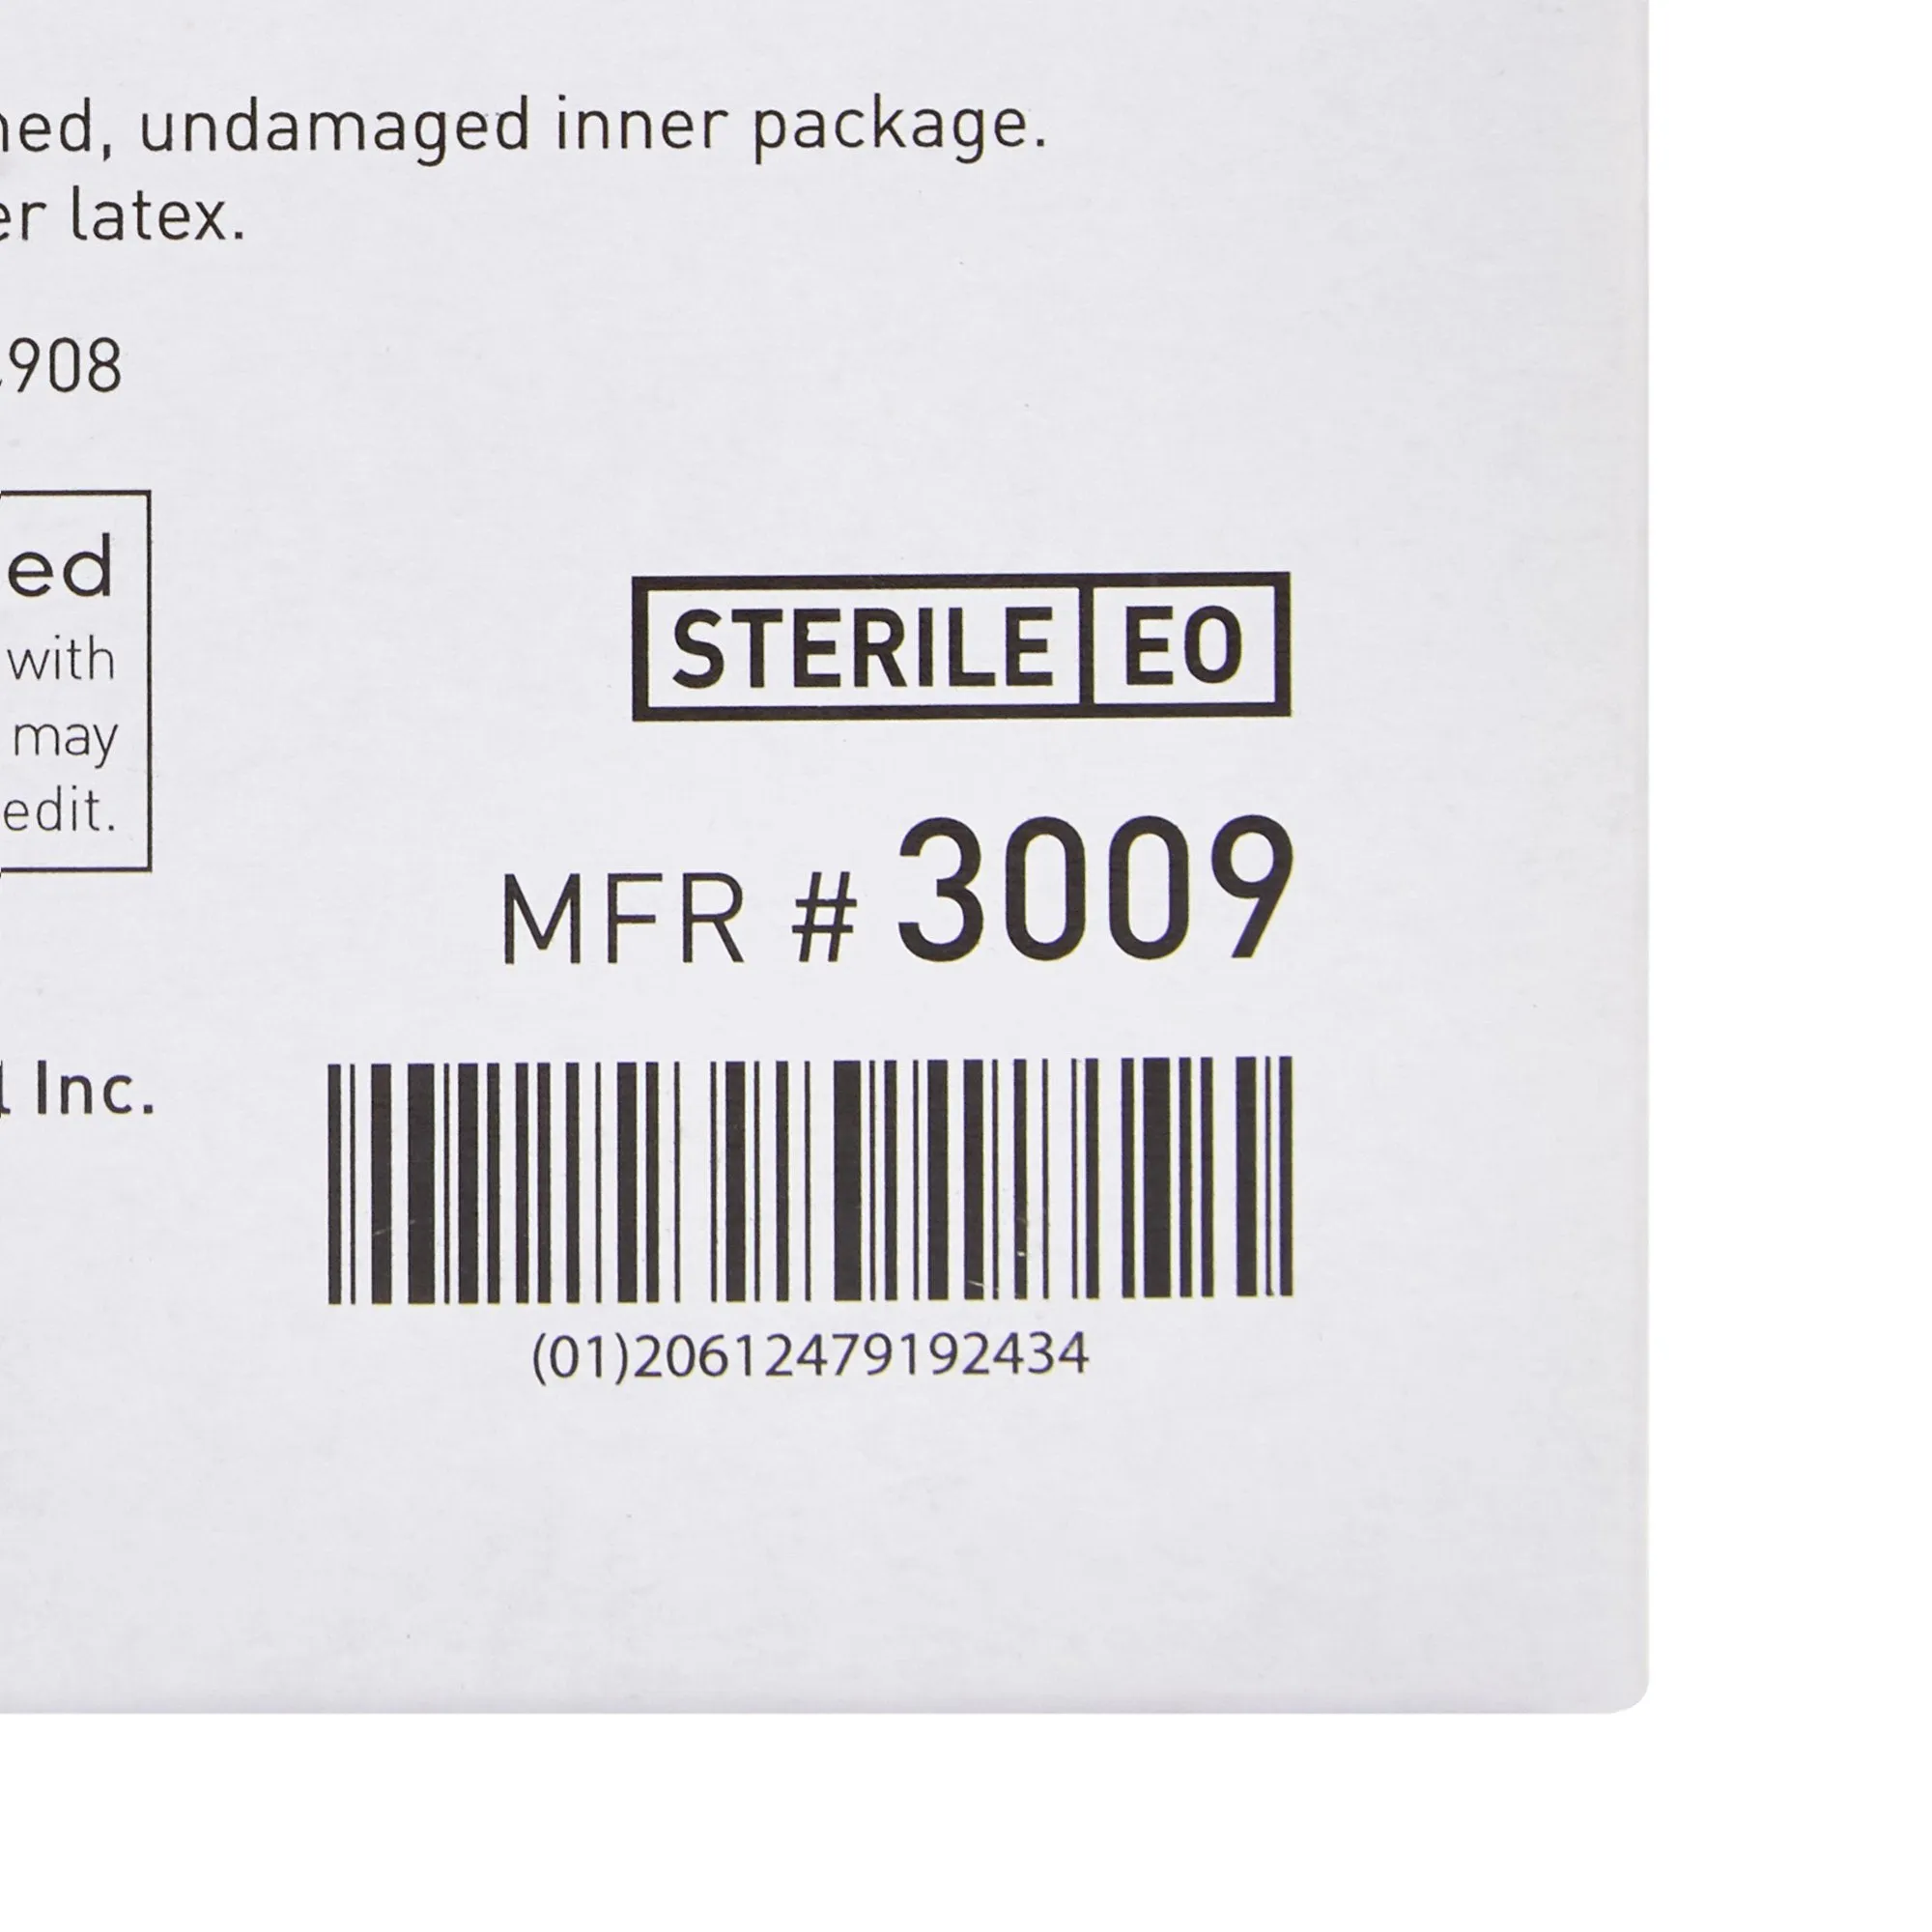 ned, undamaged inner package.
er latex.
908
ed
with
may
edit.
STERILE EO
MFR # 3009
l Inc.
(01)20612479192434